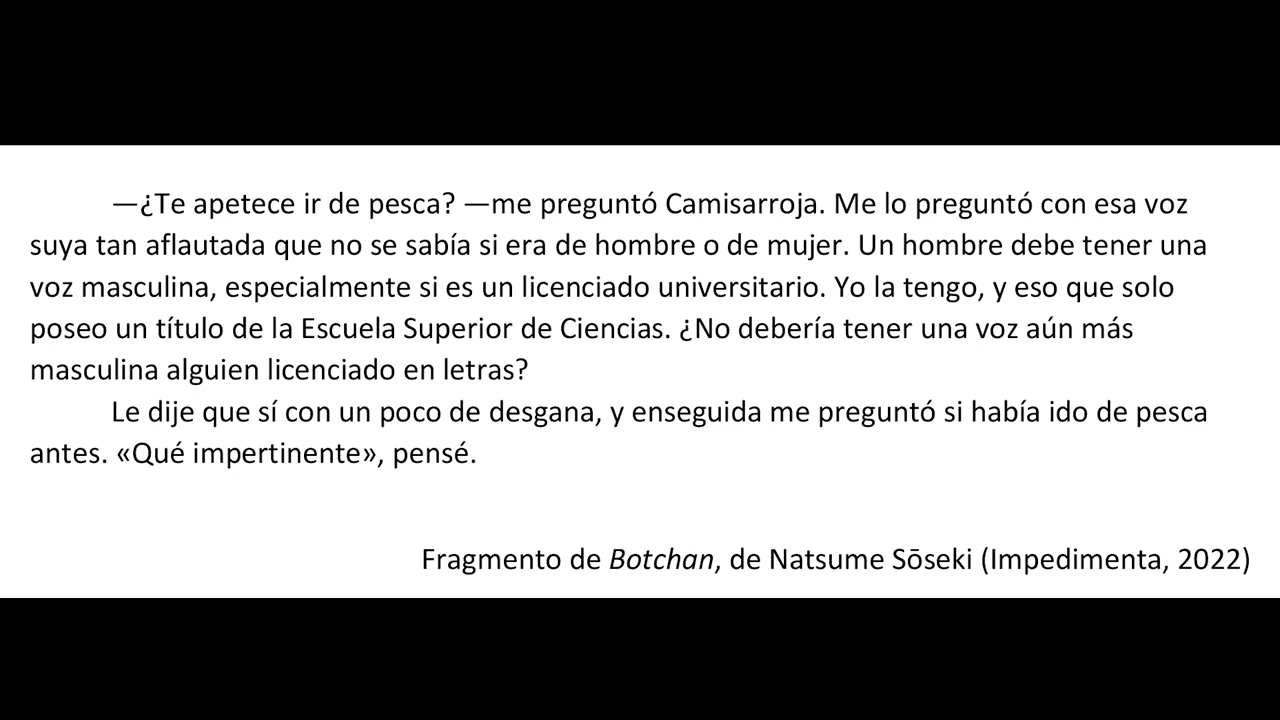 —¿Te apetece ir de pesca? —me preguntó Camisarroja. Me lo preguntó con esa voz
suya tan aflautada que no se sabía si era de hombre o de mujer. Un hombre debe tener una
voz masculina, especialmente si es un licenciado universitario. Yo la tengo, y eso que solo
poseo un título de la Escuela Superior de Ciencias. ¿No debería tener una voz aún más
masculina alguien licenciado en letras?
Le dije que sí con un poco de desgana, y enseguida me preguntó si había ido de pesca
antes. «Qué impertinente», pensé.
Fragmento de Botchan, de Natsume Sōseki (Impedimenta, 2022)